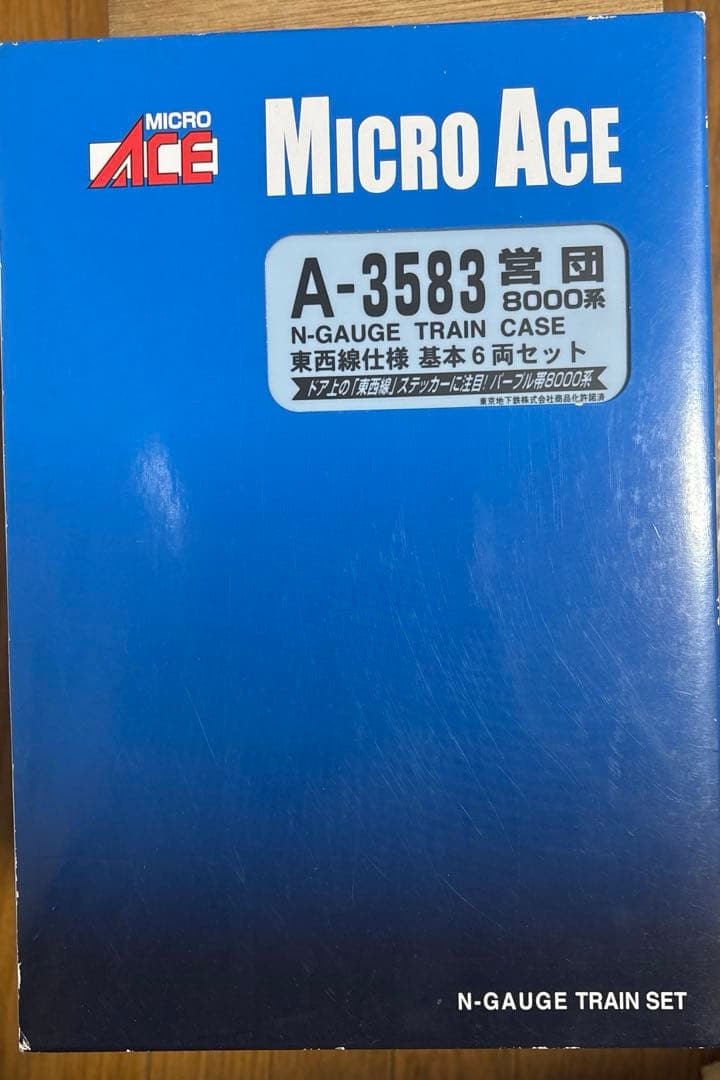 MICRO
ACE
MICRO ACE
A-3583 営団
8000系
N-GAUGE TRAIN CASE
東西線仕様 基本6両セット
ドア上の「東西線」ステッカーに注目!パープル帯8000系
東京地下鉄株式会社商品化許諾済
N-GAUGE TRAIN SET